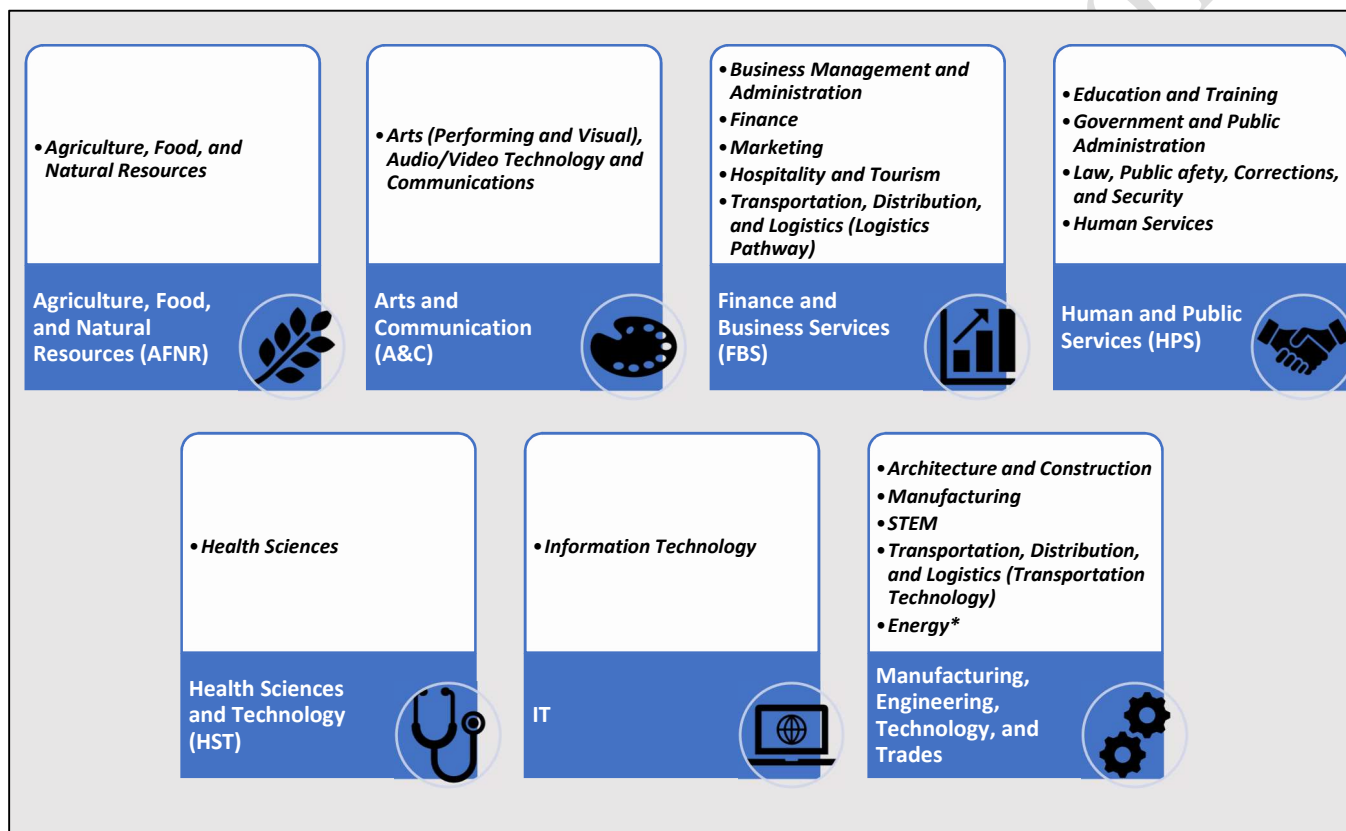 •Agriculture, Food, and
Natural Resources
Agriculture, Food,
and Natural
Resources (AFNR)
•Arts (Performing and Visual),
Audio/Video Technology and
Communications
Arts and
Communication
(A&C)
•Business Management and
Administration
•Finance
•Marketing
•Hospitality and Tourism
•Transportation, Distribution,
and Logistics (Logistics
Pathway)
Finance and
Business Services
(FBS)
•Education and Training
•Government and Public
Administration
•Law, Public afety, Corrections,
and Security
•Human Services
Human and Public
Services (HPS)
•Health Sciences
Health Sciences
and Technology
(HST)
•Information Technology
IT
•Architecture and Construction
•Manufacturing
•STEM
•Transportation, Distribution,
and Logistics (Transportation
Technology)
•Energy*
Manufacturing,
Engineering,
Technology, and
Trades